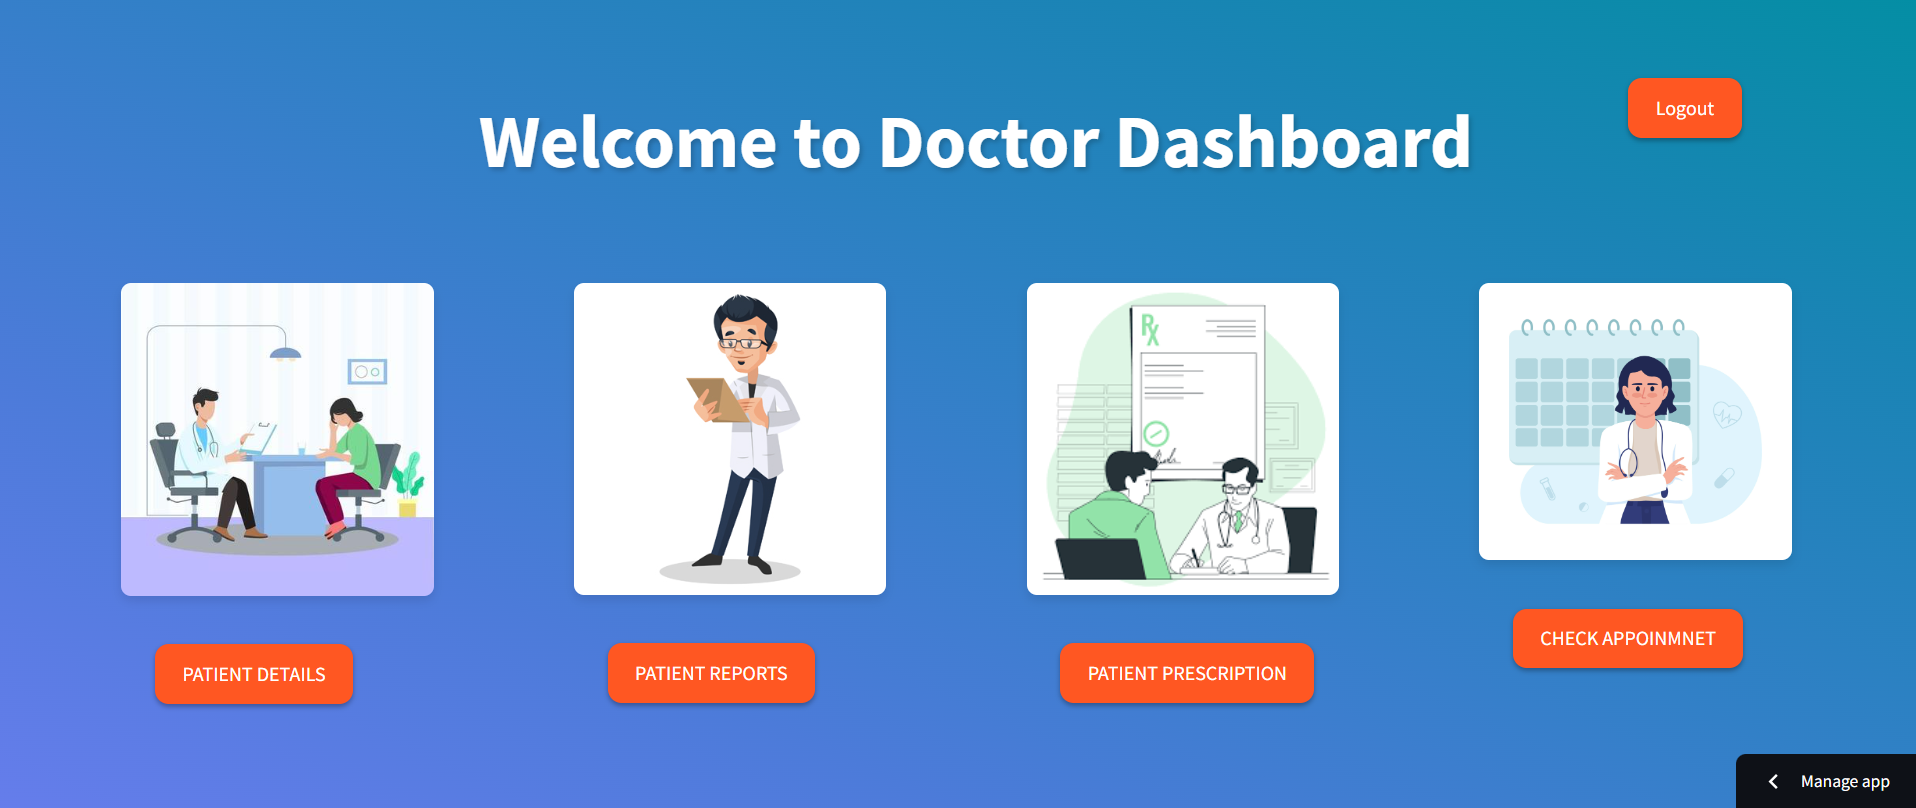 Logout
Welcome to Doctor Dashboard
Rx
PATIENT DETAILS
PATIENT REPORTS
PATIENT PRESCRIPTION
CHECK APPOINMNET
Manage app